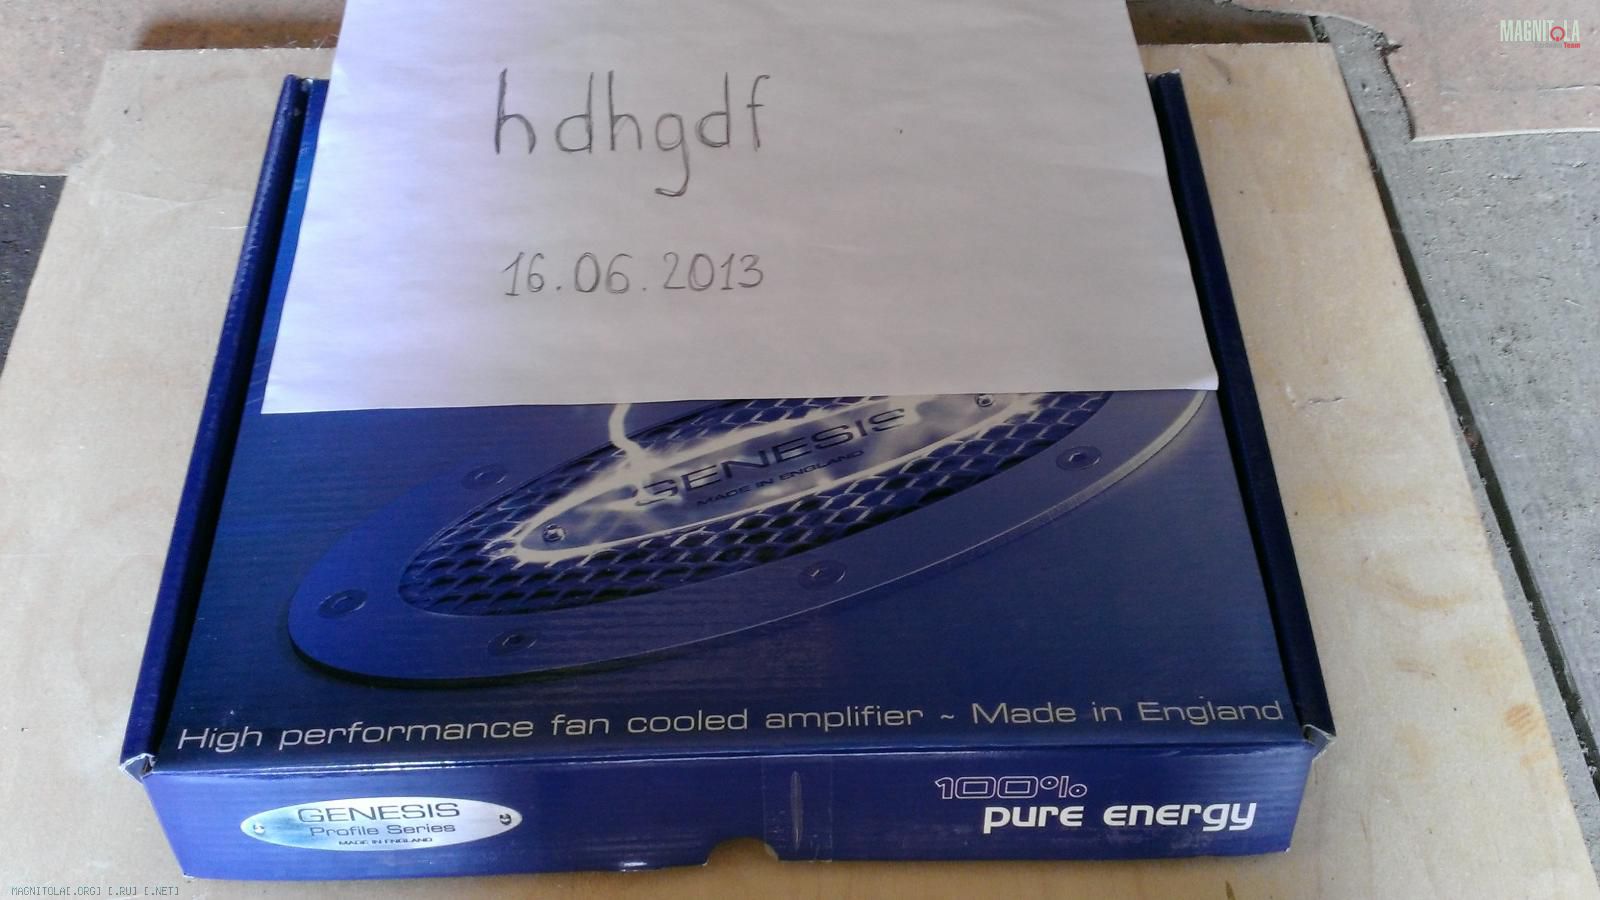 MAGNITOLA
Team
hdhgdf
16.06.2013
GENESIS
MADE IN ENGLAND
High performance fan cooled amplifier ~ Made in England
GENESIS
Profile Series
MADE IN ENGLAND
100%
pure energy
MAGNITOLA[.ORG] [.RU] [.NET]